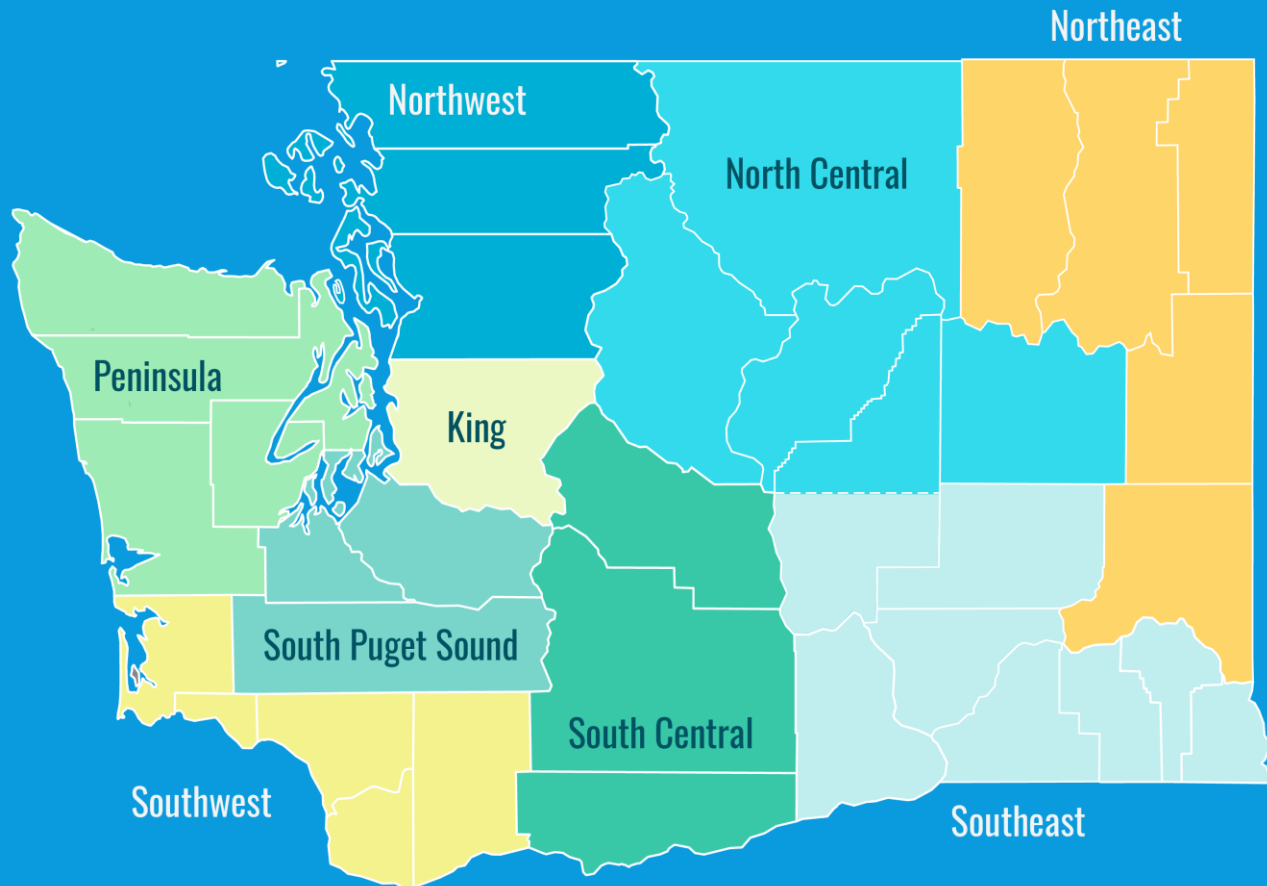 Northeast
Northwest
North Central
Peninsula
King
South Puget Sound
South Central
Southwest
Southeast